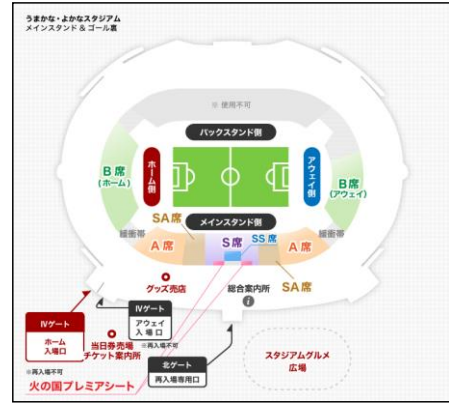 うまかな・よかなスタジアム
メインスタンド & ゴール裏
※ 使用不可
バックスタンド側
B席
(ホーム)
ホーム側
アウェイ側
B席
(アウェイ)
メインスタンド側
SA席
緩衝帯
A席
S席
SS席
A席
緩衝帯
グッズ売店
総合案内所
SA席
IVゲート
ホーム
入場口
※再入場不可
IVゲート
アウェイ
入場口
※再入場不可
当日券売場
チケット案内所
北ゲート
再入場専用口
スタジアムグルメ
広場
火の国プレミアシート